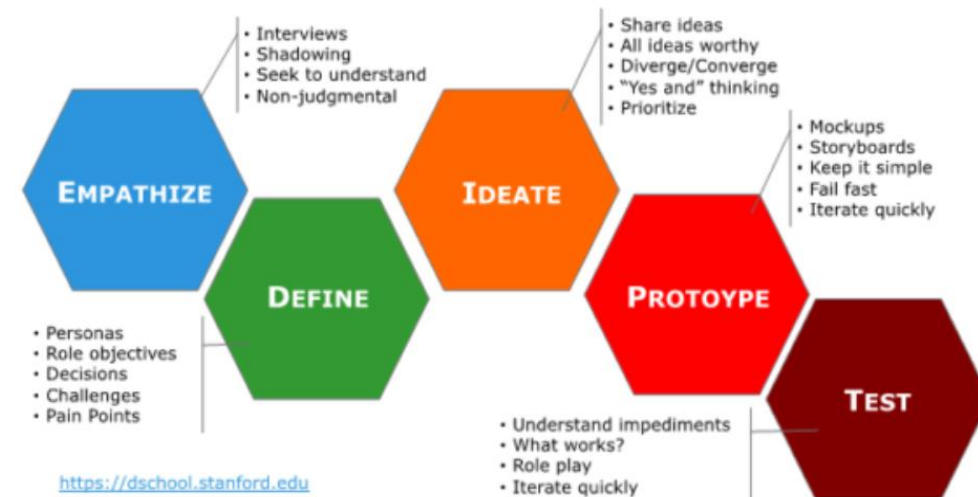 • Interviews
• Shadowing
• Seek to understand
• Non-judgmental
EMPATHIZE
DEFINE
• Personas
• Role objectives
• Decisions
• Challenges
• Pain Points
• Share ideas
• All ideas worthy
• Diverge/Converge
• "Yes and" thinking
• Prioritize
IDEATE
• Mockups
• Storyboards
• Keep it simple
• Fail fast
• Iterate quickly
PROTOYPE
TEST
• Understand impediments
• What works?
• Role play
• Iterate quickly
https://dschool.stanford.edu